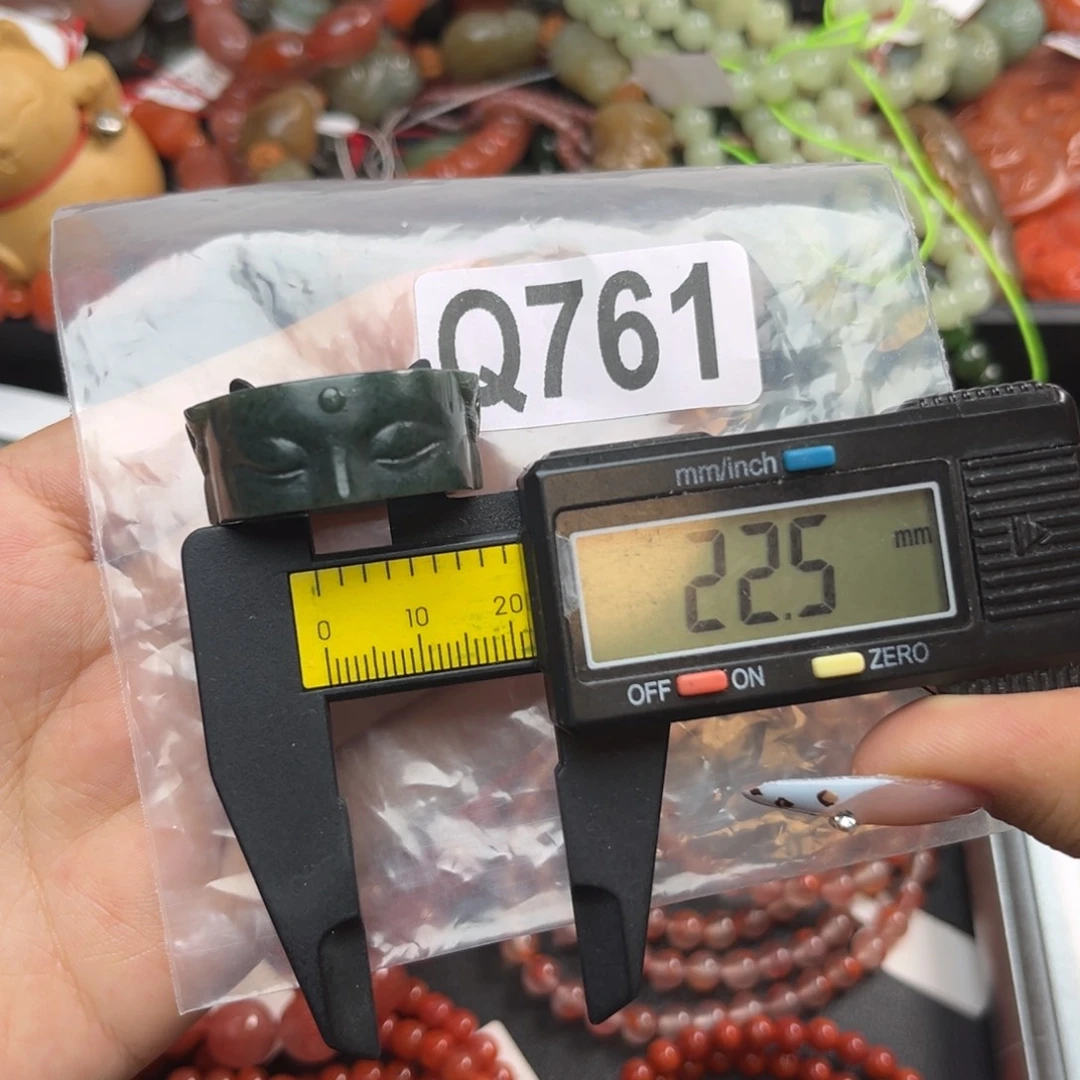 Q761
mm/inch
22.5 mm
0 10 20
OFF ON ZERO